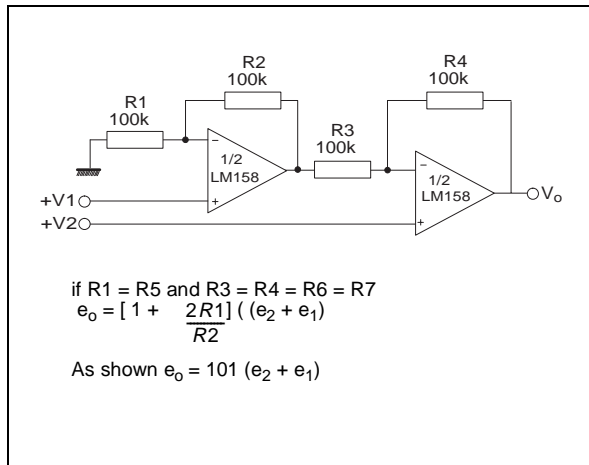 R2
100k
R4
100k
R1
100k
R3
100k
–
1/2
LM158
+
–
1/2
LM158
+
+V1
+V2
Vo
if R1 = R5 and R3 = R4 = R6 = R7
eo = [ 1 + 2R1/R2] ( (e2 + e1)
As shown eo = 101 (e2 + e1)